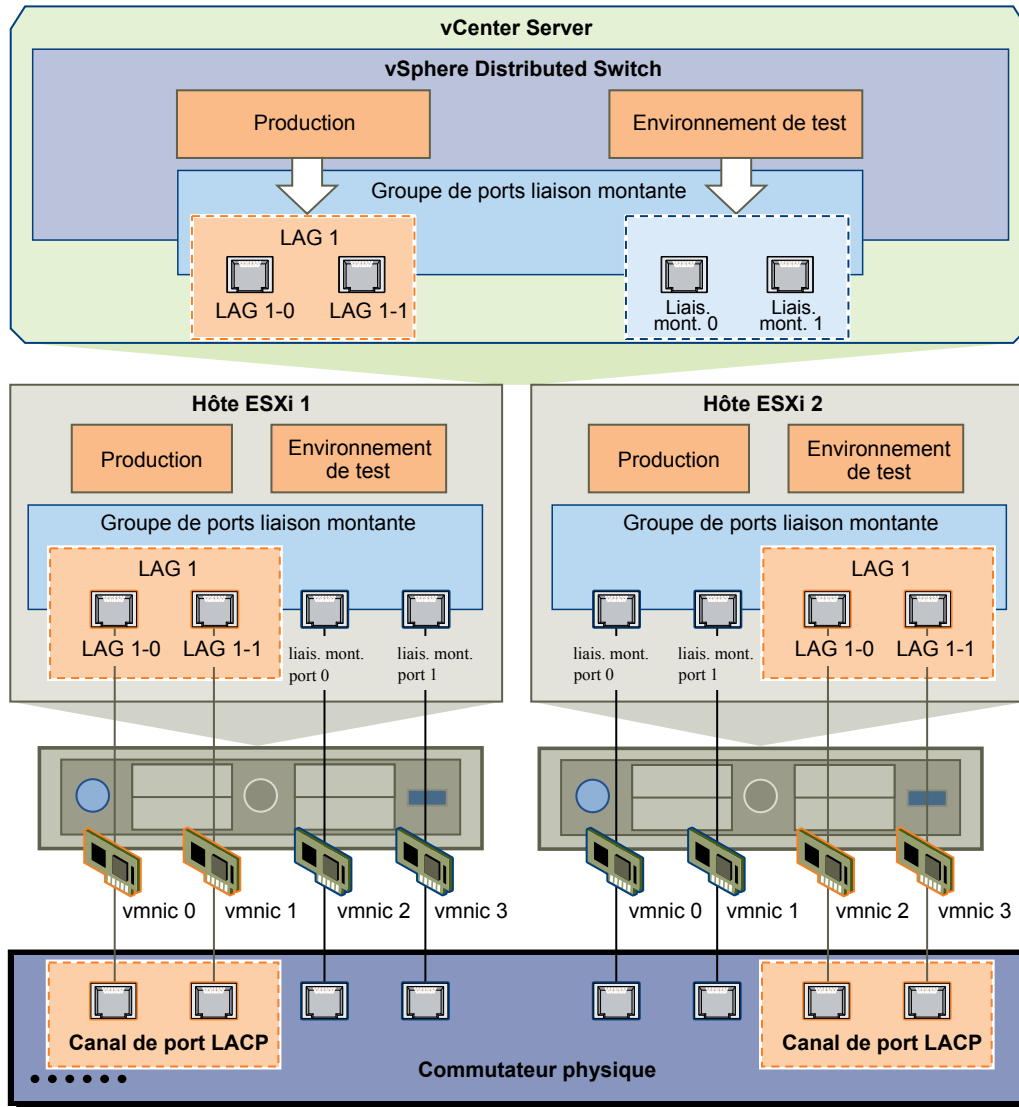 vCenter Server
vSphere Distributed Switch
Production
Environnement de test
Groupe de ports liaison montante
LAG 1
LAG 1-0
LAG 1-1
Liais.
mont. 0
Liais.
mont. 1
Hôte ESXi 1
Production
Environnement
de test
Groupe de ports liaison montante
LAG 1
LAG 1-0
LAG 1-1
liais. mont.
port 0
liais. mont.
port 1
vmnic 0
vmnic 1
vmnic 2
vmnic 3
Hôte ESXi 2
Production
Environnement
de test
Groupe de ports liaison montante
liais. mont.
port 0
liais. mont.
port 1
LAG 1
LAG 1-0
LAG 1-1
vmnic 0
vmnic 1
vmnic 2
vmnic 3
Canal de port LACP
Canal de port LACP
Commutateur physique